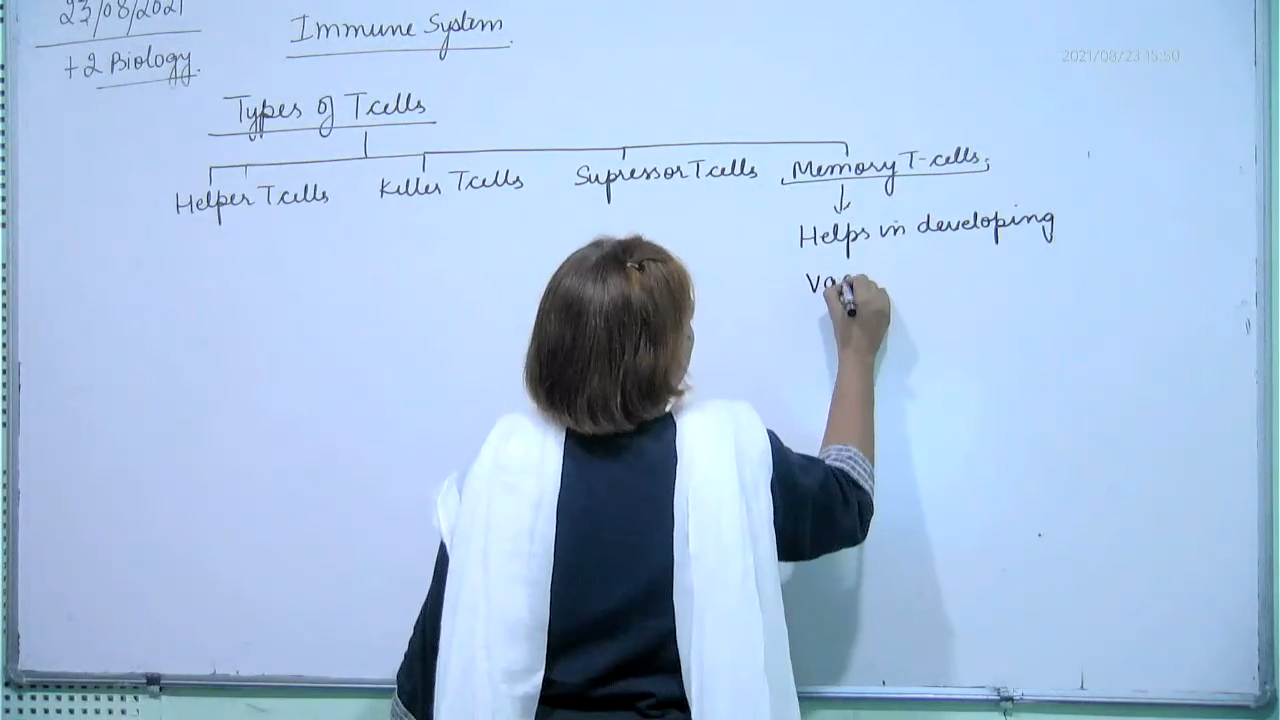 23/08/2021
Immune System
+2 Biology.
2021/08/23 15:50
Types of T cells
Helper T cells
Killer T cells
Supressor T cells
Memory T-cells,
Helps in developing